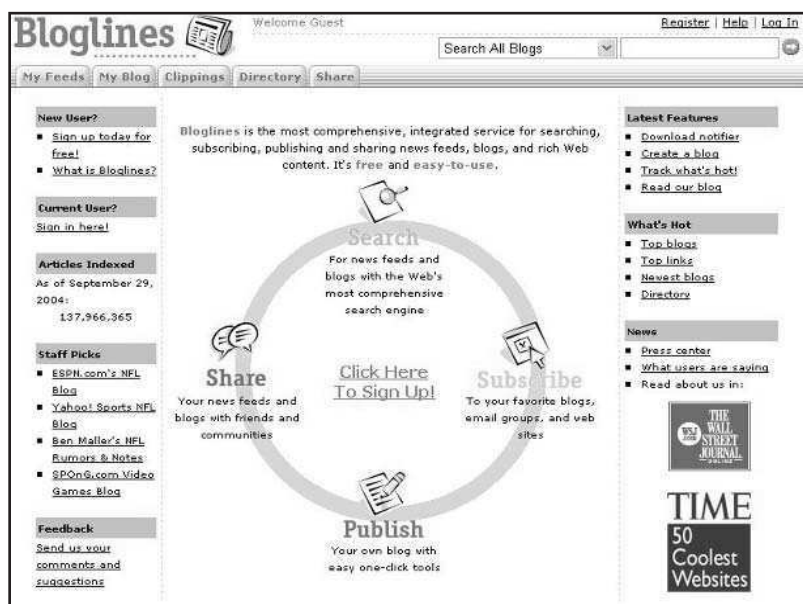 Bloglines
Welcome Guest
Register | Help | Log In
Search All Blogs
My Feeds
My Blog
Clippings
Directory
Share
New User?
Sign up today for
free!
What is Bloglines?
Current User?
Sign in here!
Articles Indexed
As of September 29,
2004:
137,966,365
Staff Picks
ESPN.com's NFL
Blog
Yahoo! Sports NFL
Blog
Ben Maller's NFL
Rumors & Notes
SPOnG.com Video
Games Blog
Feedback
Send us your
comments and
suggestions
Bloglines is the most comprehensive, integrated service for searching,
subscribing, publishing and sharing news feeds, blogs, and rich Web
content. It's free and easy-to-use.
Search
For news feeds and
blogs with the Web's
most comprehensive
search engine
Share
Your news feeds and
blogs with friends and
communities
Click Here
To Sign Up!
Subscribe
To your favorite blogs,
email groups, and web
sites
Publish
Your own blog with
easy one-click tools
Latest Features
Download notifier
Create a blog
Track what's hot!
Read our blog
What's Hot
Top blogs
Top links
Newest blogs
Directory
News
Press center
What users are saying
Read about us in:
WSJ.com
THE
WALL
STREET
JOURNAL
ONLINE
TIME
50
Coolest
Websites